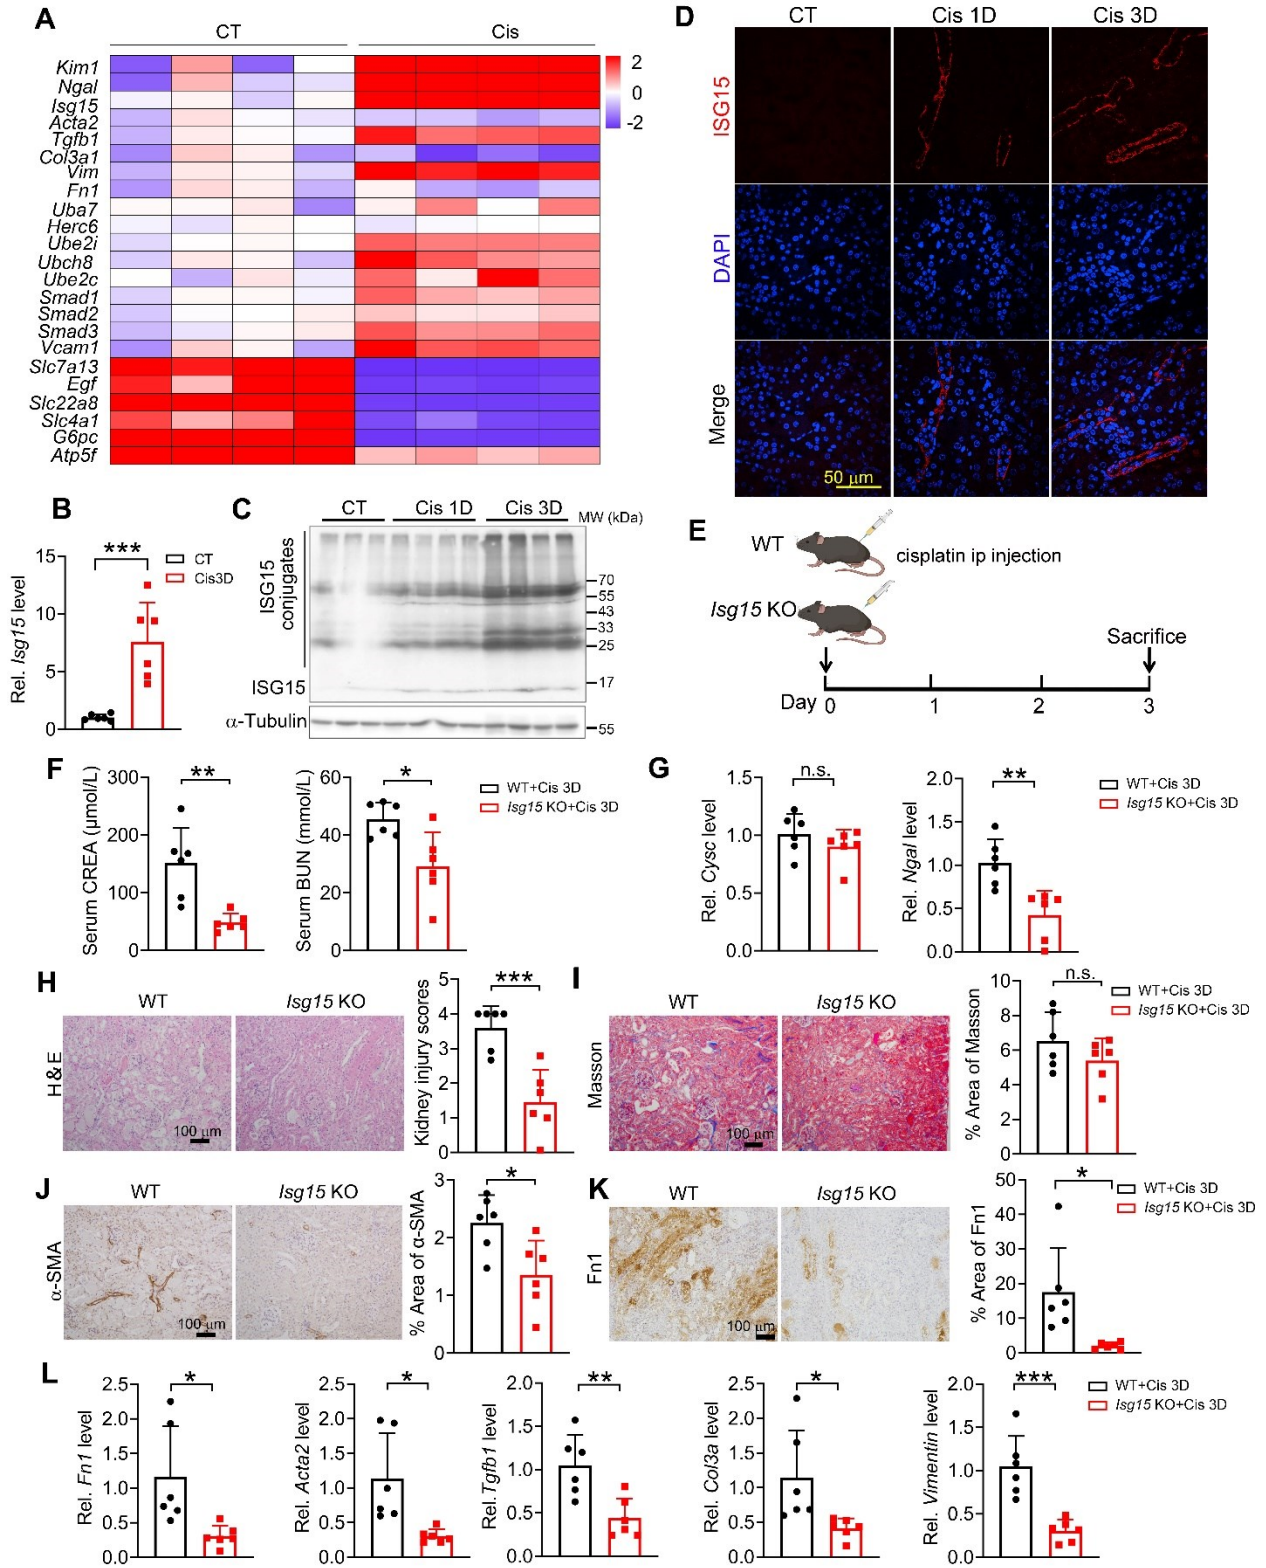 A
CT Cis
Kim1
Ngal
Isg15
Acta2
Tgfb1
Col3a1
Vim
Fn1
Uba7
Herc6
Ube2i
Ubch8
Ube2c
Smad1
Smad2
Smad3
Vcam1
Slc7a13
Egf
Slc22a8
Slc4a1
G6pc
Atp5f
2
0
-2
D
CT Cis 1D Cis 3D
ISG15
DAPI
Merge
50 μm
B
Rel. Isg15 level
15
10
5
0
***
CT
Cis3D
C
CT Cis 1D Cis 3D MW (kDa)
ISG15 conjugates
ISG15
α-Tubulin
70
55
43
33
25
17
55
E
WT
cisplatin ip injection
Isg15 KO
Sacrifice
Day 0 1 2 3
F
Serum CREA (μmol/L)
300
200
100
0
**
Serum BUN (mmol/L)
60
40
20
0
*
WT+Cis 3D
Isg15 KO+Cis 3D
G
Rel. Cysc level
1.5
1.0
0.5
0.0
n.s.
Rel. Ngal level
2.0
1.5
1.0
0.5
0.0
**
WT+Cis 3D
Isg15 KO+Cis 3D
H
WT Isg15 KO
H&E
100 μm
Kidney injury scores
5
4
3
2
1
0
***
I
WT Isg15 KO
Masson
100 μm
% Area of Masson
10
8
6
4
2
0
n.s.
WT+Cis 3D
Isg15 KO+Cis 3D
J
WT Isg15 KO
α-SMA
100 μm
% Area of α-SMA
3
2
1
0
*
K
WT Isg15 KO
Fn1
100 μm
% Area of Fn1
50
40
30
20
10
0
*
WT+Cis 3D
Isg15 KO+Cis 3D
L
Rel. Fn1 level
2.5
2.0
1.5
1.0
0.5
0.0
*
Rel. Acta2 level
2.5
2.0
1.5
1.0
0.5
0.0
*
Rel.Tgfb1 level
2.0
1.5
1.0
0.5
0.0
**
Rel. Col3a level
2.5
2.0
1.5
1.0
0.5
0.0
*
Rel. Vimentin level
2.0
1.5
1.0
0.5
0.0
***
WT+Cis 3D
Isg15 KO+Cis 3D